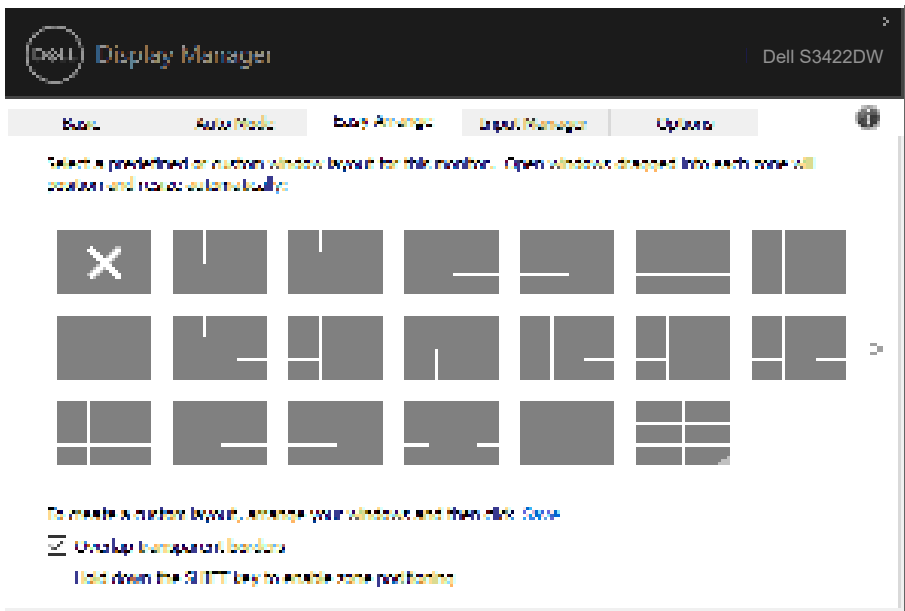 DELL Display Manager
Dell S3422DW
Basic Auto Mode Easy Arrange Input Manager Options
Select a predefined or custom window layout for this monitor. Open windows dragged into each zone will
position and resize automatically:
To create a custom layout, arrange your windows and then click Save
Overlap transparent borders
Hold down the SHIFT key to enable zone positioning